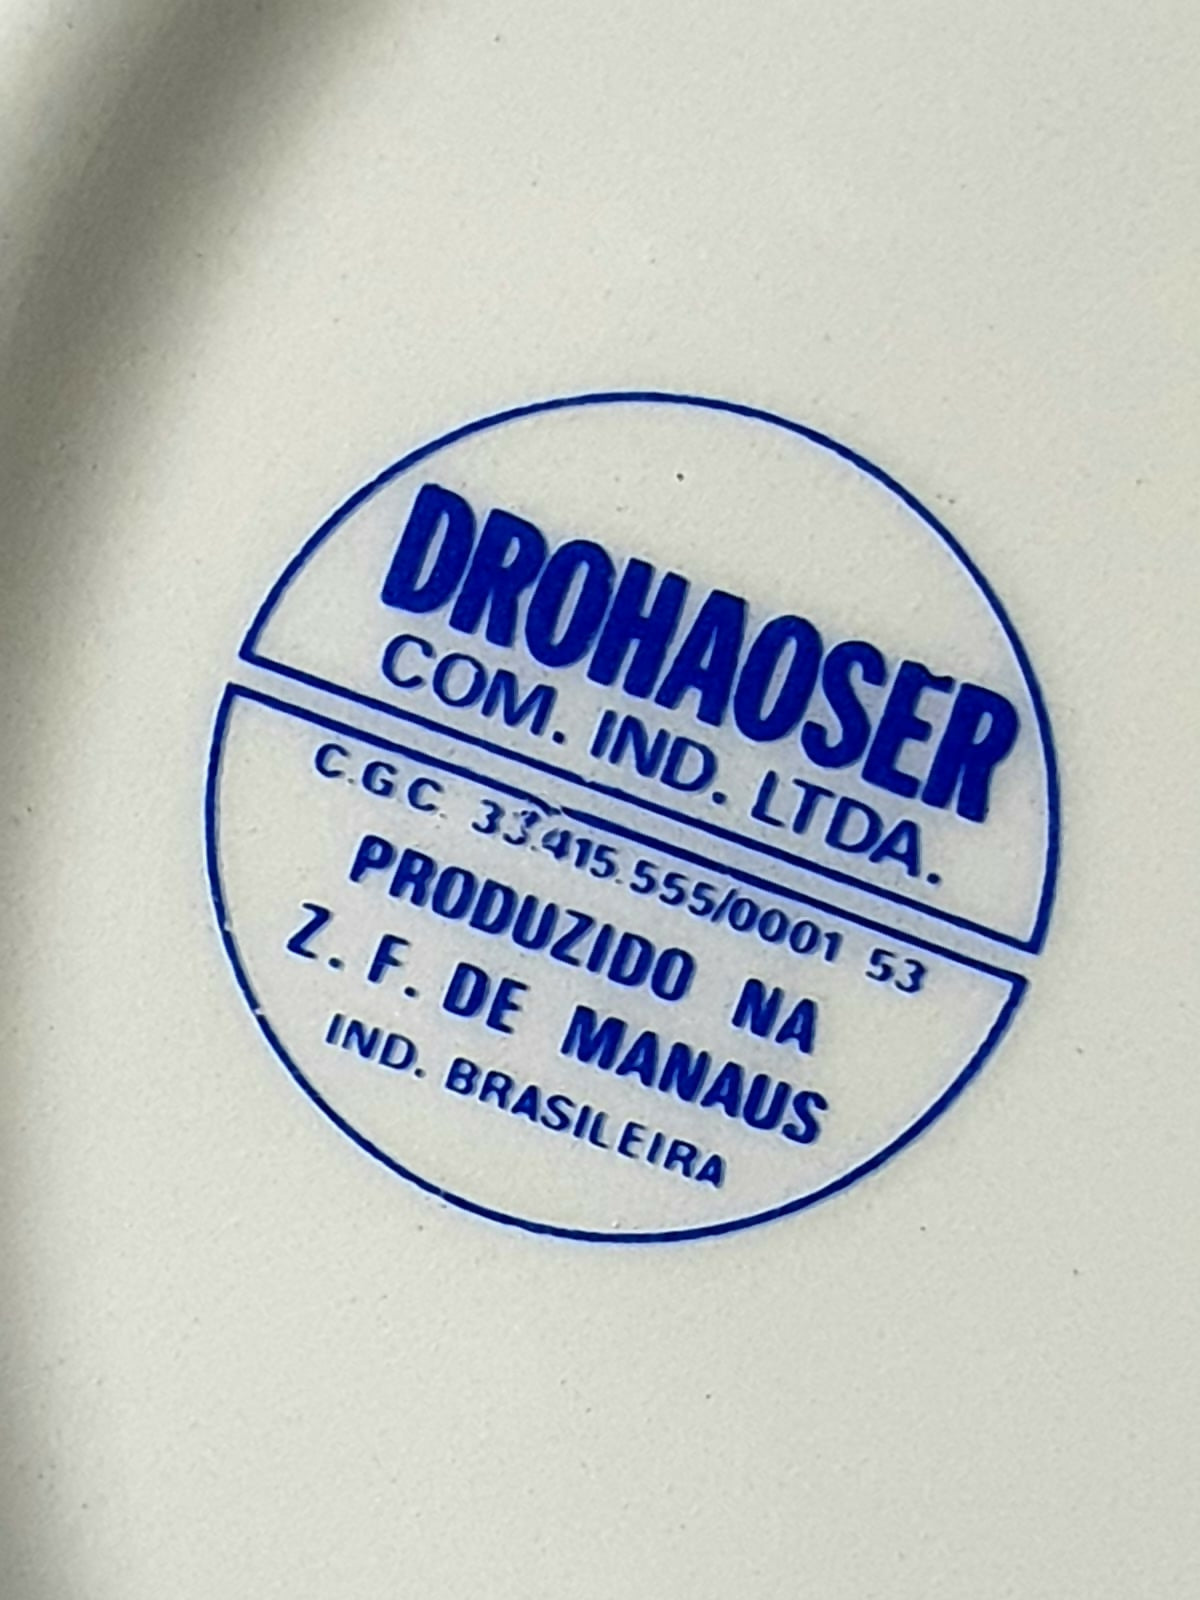 DROHAOSER
COM. IND. LTDA.
C.G.C. 33.415.555/0001 53
PRODUZIDO NA
Z. F. DE MANAUS
IND. BRASILEIRA